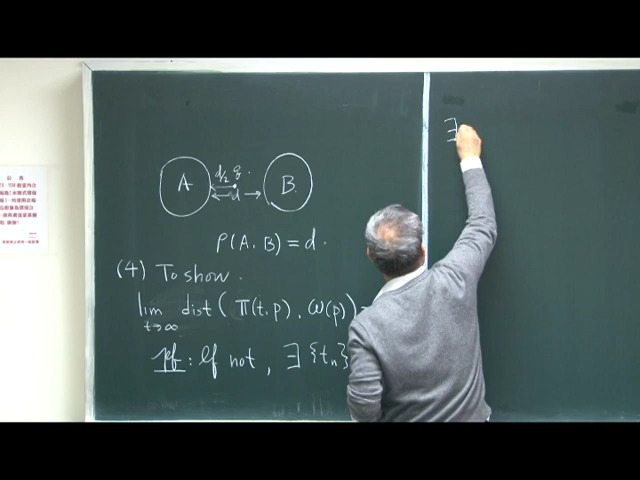 A
d/2 q.
d
B
ρ(A, B) = d.
(4) To show.
lim dist( π(t, p), ω(p) ) =
t→∞
pf: If not, ∃ {tn}
∃